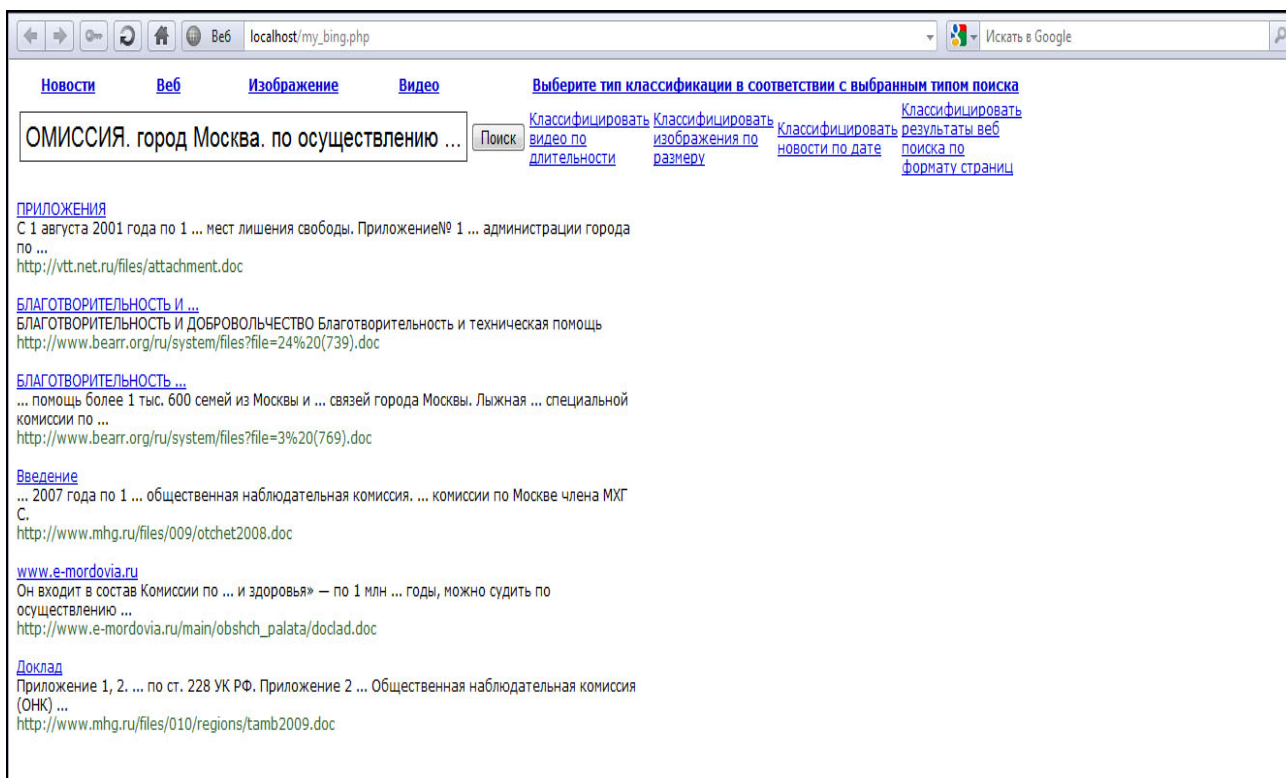 Веб localhost/my_bing.php Искать в Google
Новости Веб Изображение Видео Выберите тип классификации в соответствии с выбранным типом поиска
ОМИССИЯ. город Москва. по осуществлению ... Поиск
Классифицировать
видео по
длительности
Классифицировать
изображения по
размеру
Классифицировать
новости по дате
Классифицировать
результаты веб
поиска по
формату страниц
ПРИЛОЖЕНИЯ
С 1 августа 2001 года по 1 ... мест лишения свободы. Приложение№ 1 ... администрации города
по ...
http://vtt.net.ru/files/attachment.doc
БЛАГОТВОРИТЕЛЬНОСТЬ И ...
БЛАГОТВОРИТЕЛЬНОСТЬ И ДОБРОВОЛЬЧЕСТВО Благотворительность и техническая помощь
http://www.bearr.org/ru/system/files?file=24%20(739).doc
БЛАГОТВОРИТЕЛЬНОСТЬ ...
... помощь более 1 тыс. 600 семей из Москвы и ... связей города Москвы. Лыжная ... специальной
комиссии по ...
http://www.bearr.org/ru/system/files?file=3%20(769).doc
Введение
... 2007 года по 1 ... общественная наблюдательная комиссия. ... комиссии по Москве члена МХГ
С.
http://www.mhg.ru/files/009/otchet2008.doc
www.e-mordovia.ru
Он входит в состав Комиссии по ... и здоровья» — по 1 млн ... годы, можно судить по
осуществлению ...
http://www.e-mordovia.ru/main/obshch_palata/doclad.doc
Доклад
Приложение 1, 2. ... по ст. 228 УК РФ. Приложение 2 ... Общественная наблюдательная комиссия
(ОНК) ...
http://www.mhg.ru/files/010/regions/tamb2009.doc